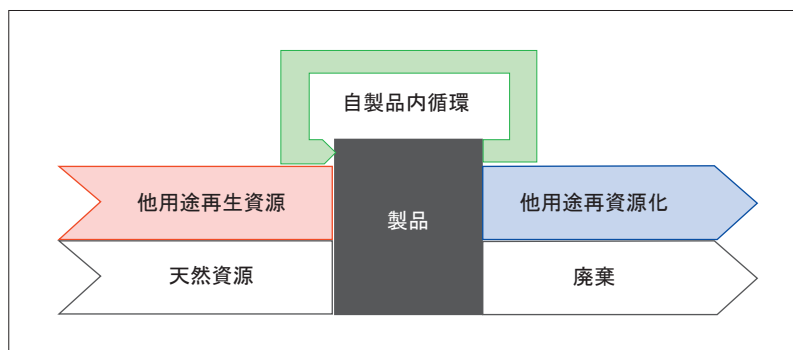 自製品内循環
他用途再生資源
製品
他用途再資源化
天然資源
廃棄